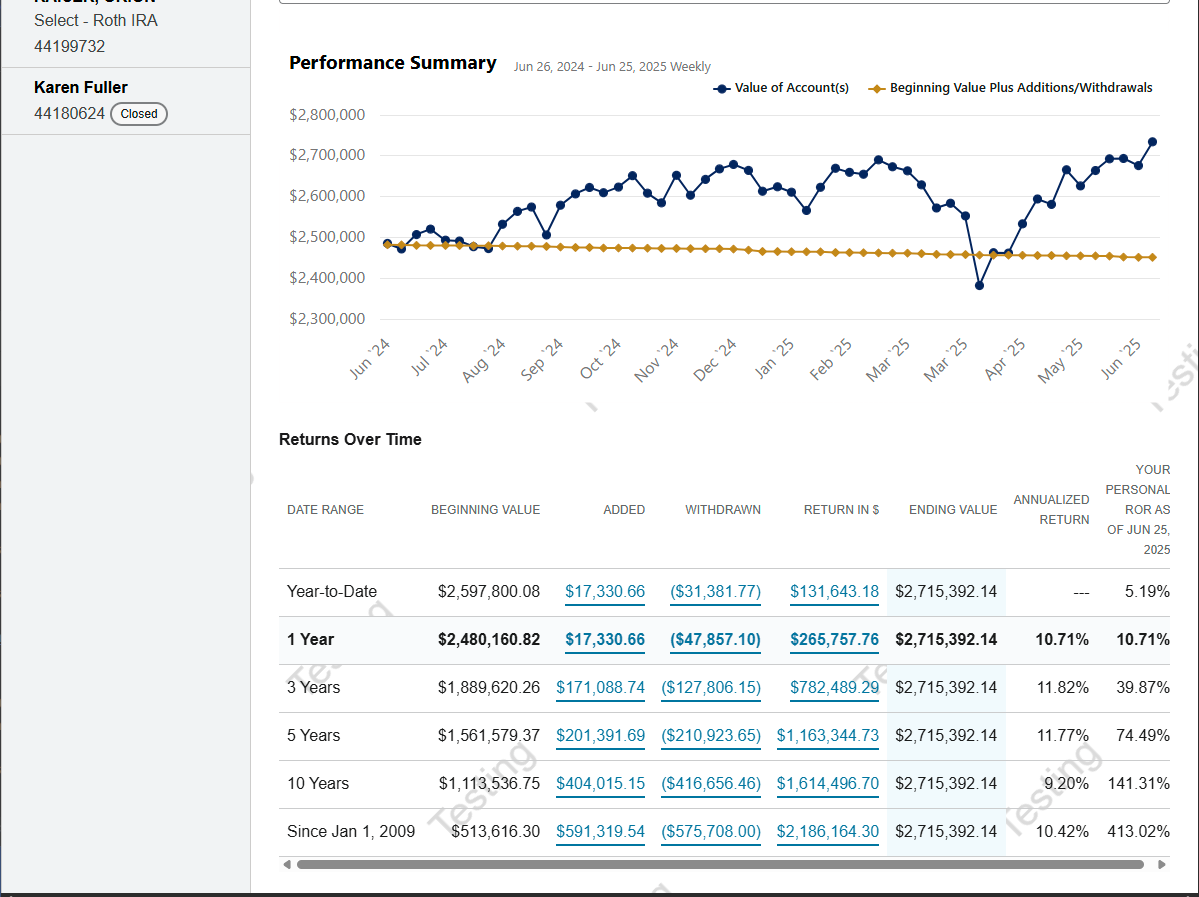 Select - Roth IRA
44199732
Karen Fuller
44180624 Closed
Performance Summary Jun 26, 2024 - Jun 25, 2025 Weekly
Value of Account(s) Beginning Value Plus Additions/Withdrawals
$2,800,000
$2,700,000
$2,600,000
$2,500,000
$2,400,000
$2,300,000
Jun `24 Jul `24 Aug `24 Sep `24 Oct `24 Nov `24 Dec `24 Jan `25 Feb `25 Mar `25 Mar `25 Apr `25 May `25 Jun `25
Returns Over Time
DATE RANGE BEGINNING VALUE ADDED WITHDRAWN RETURN IN $ ENDING VALUE ANNUALIZED RETURN YOUR PERSONAL ROR AS OF JUN 25, 2025
Year-to-Date $2,597,800.08 $17,330.66 ($31,381.77) $131,643.18 $2,715,392.14 --- 5.19%
1 Year $2,480,160.82 $17,330.66 ($47,857.10) $265,757.76 $2,715,392.14 10.71% 10.71%
3 Years $1,889,620.26 $171,088.74 ($127,806.15) $782,489.29 $2,715,392.14 11.82% 39.87%
5 Years $1,561,579.37 $201,391.69 ($210,923.65) $1,163,344.73 $2,715,392.14 11.77% 74.49%
10 Years $1,113,536.75 $404,015.15 ($416,656.46) $1,614,496.70 $2,715,392.14 9.20% 141.31%
Since Jan 1, 2009 $513,616.30 $591,319.54 ($575,708.00) $2,186,164.30 $2,715,392.14 10.42% 413.02%
Testing
Testing